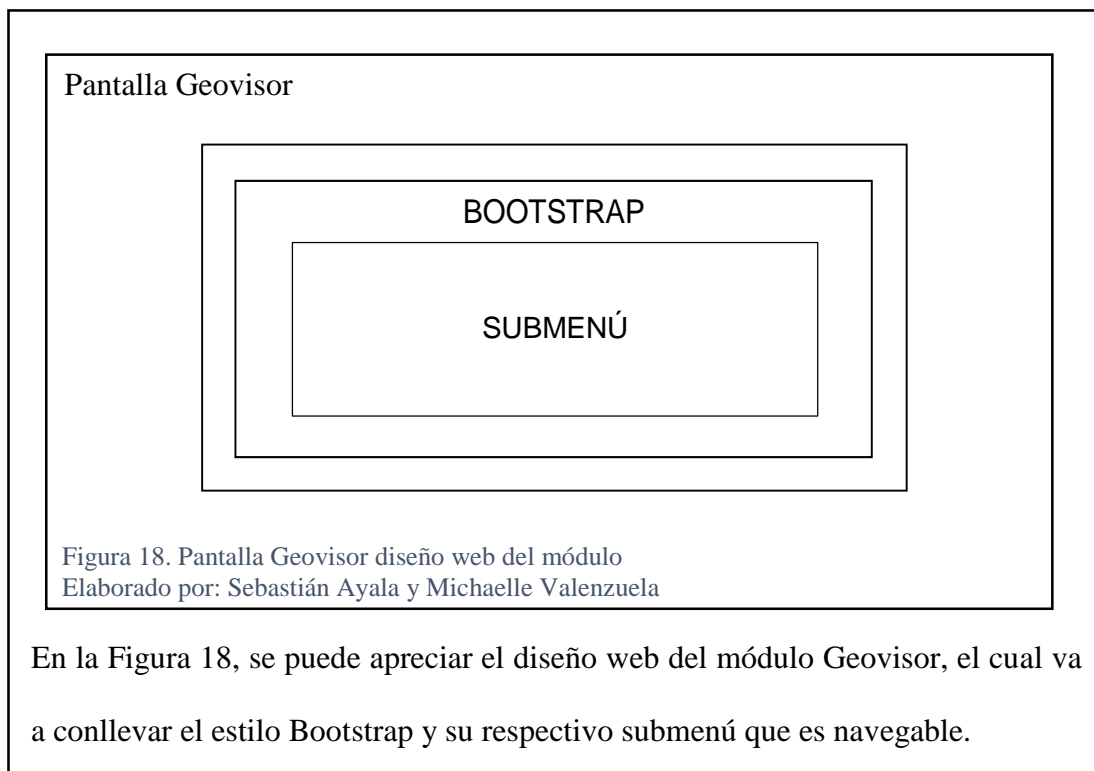 Pantalla Geovisor
BOOTSTRAP
SUBMENÚ
Figura 18. Pantalla Geovisor diseño web del módulo
Elaborado por: Sebastián Ayala y Michaelle Valenzuela
En la Figura 18, se puede apreciar el diseño web del módulo Geovisor, el cual va
a conllevar el estilo Bootstrap y su respectivo submenú que es navegable.